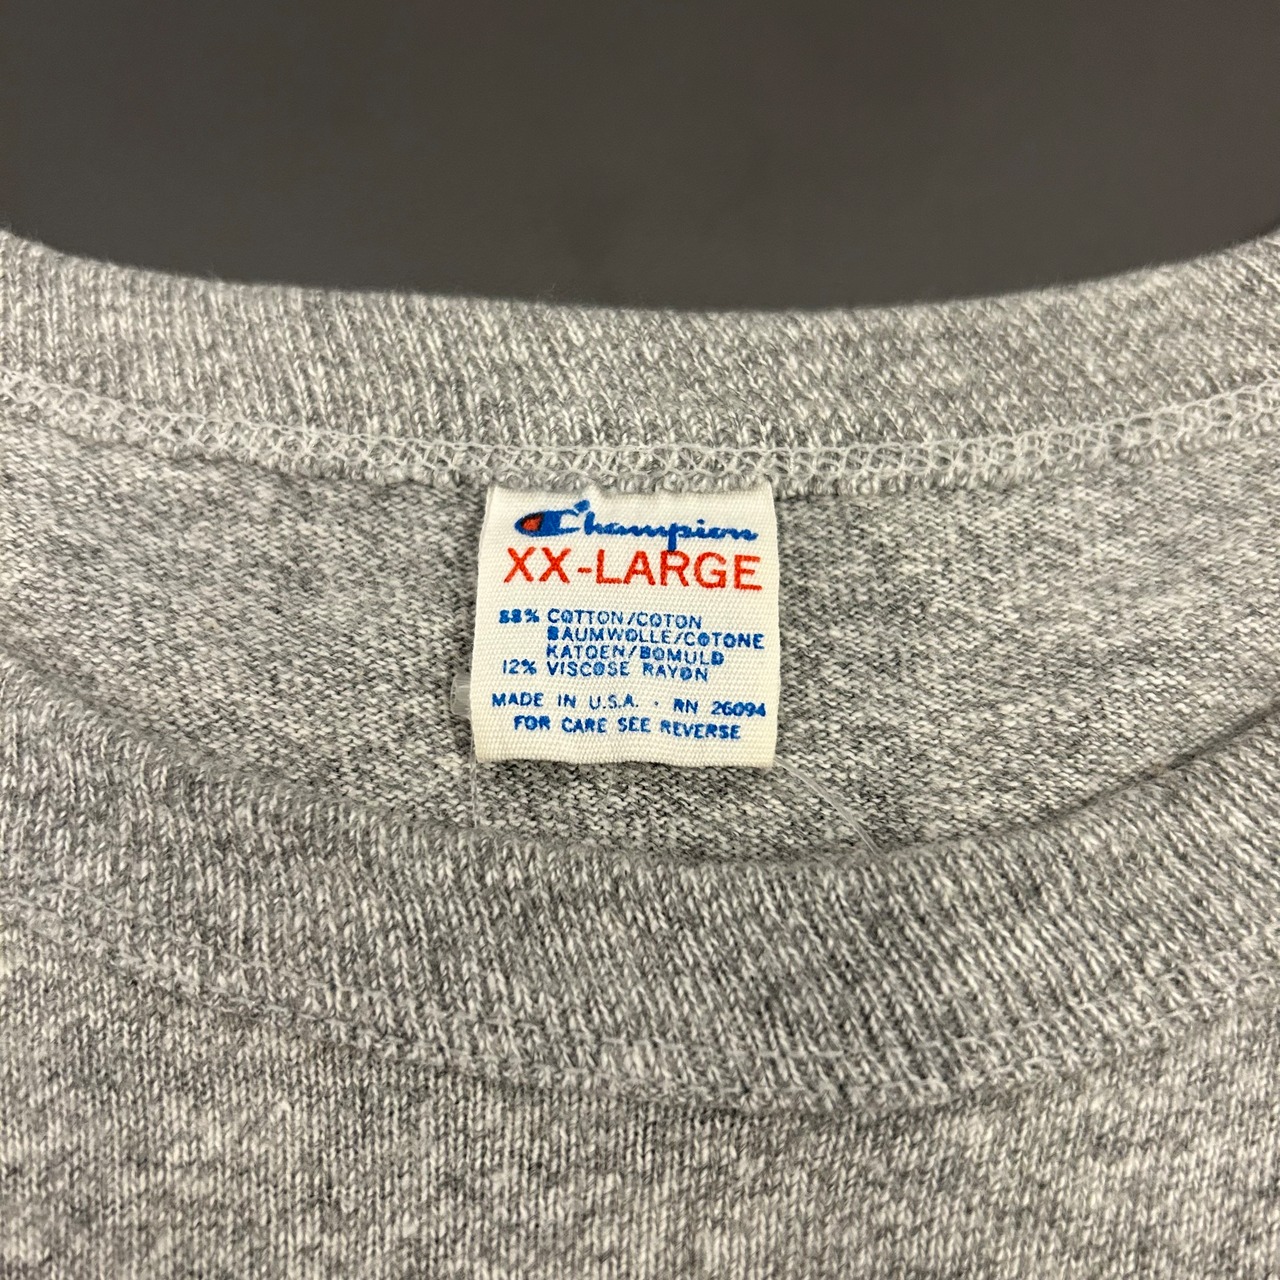 Champion
XX-LARGE
88% COTTON/COTON
BAUMWOLLE/COTONE
KATOEN/BOMULD
12% VISCOSE RAYON
MADE IN U.S.A. · RN 26094
FOR CARE SEE REVERSE